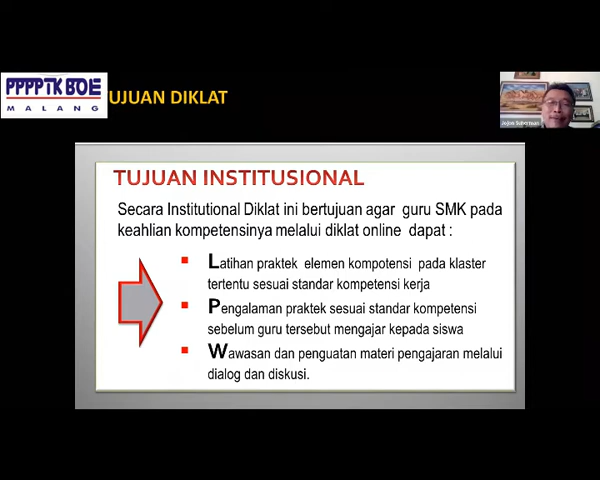 PPPPTK BOE
MALANG
UJUAN DIKLAT
TUJUAN INSTITUSIONAL
Secara Institutional Diklat ini bertujuan agar guru SMK pada
keahlian kompetensinya melalui diklat online dapat :
Latihan praktek elemen kompotensi pada klaster
tertentu sesuai standar kompetensi kerja
Pengalaman praktek sesuai standar kompetensi
sebelum guru tersebut mengajar kepada siswa
Wawasan dan penguatan materi pengajaran melalui
dialog dan diskusi.